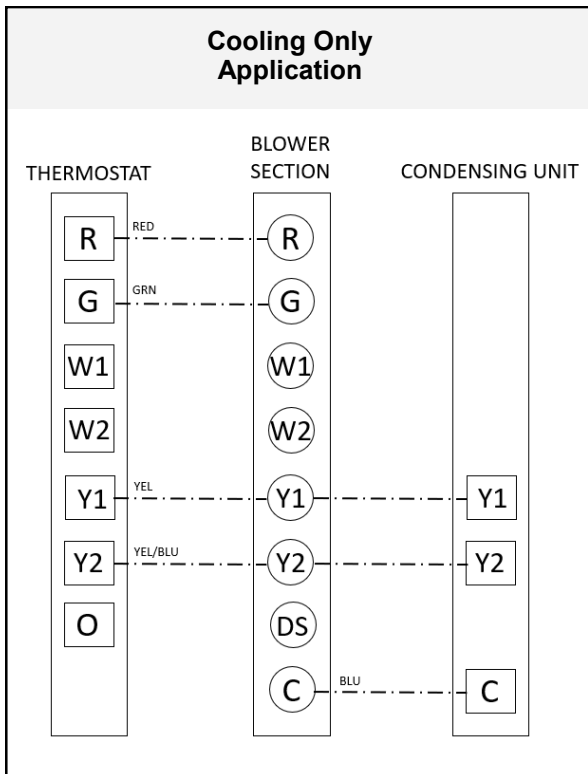 Cooling Only
Application
BLOWER
THERMOSTAT SECTION CONDENSING UNIT
R RED R
G GRN G
W1 W1
W2 W2
Y1 YEL Y1 Y1
Y2 YEL/BLU Y2 Y2
O DS
C BLU C